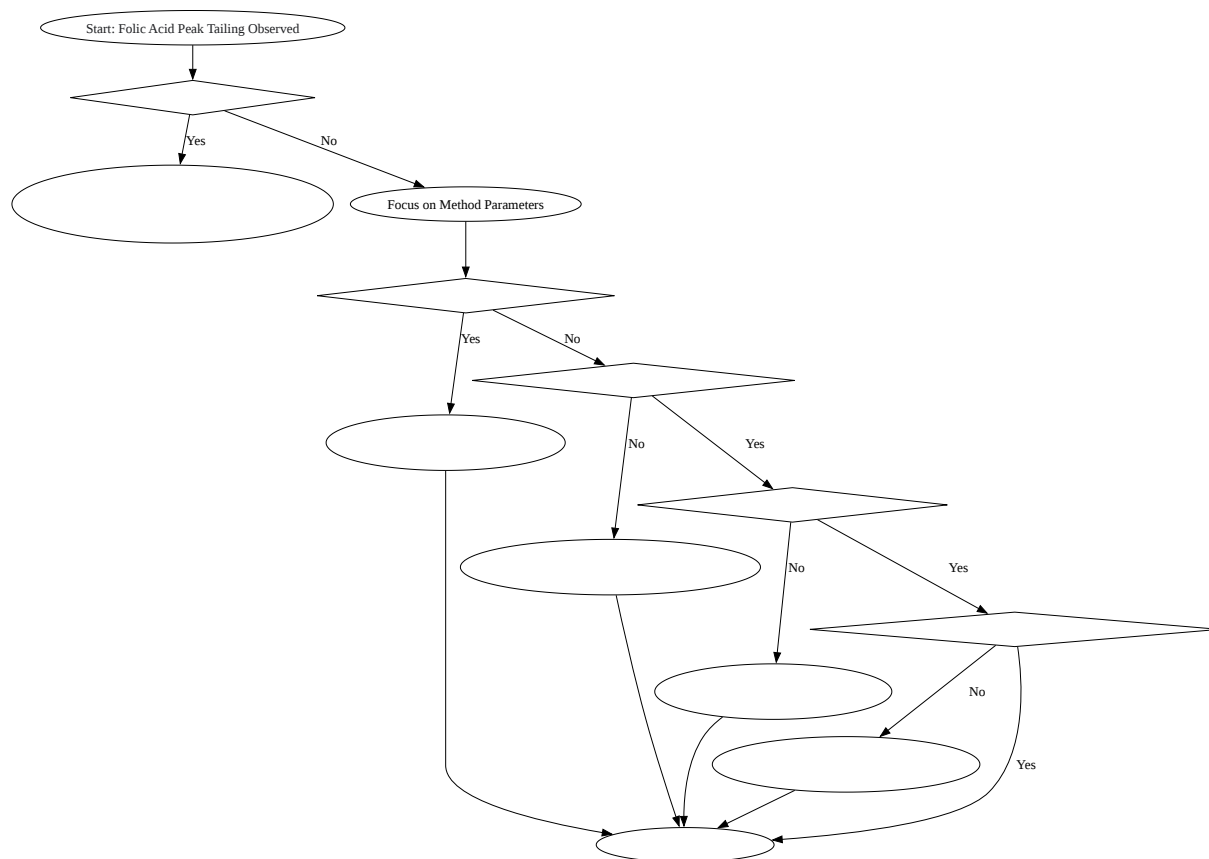 Start: Folic Acid Peak Tailing Observed
Yes
No
Focus on Method Parameters
Yes
No
No
Yes
No
Yes
No
Yes